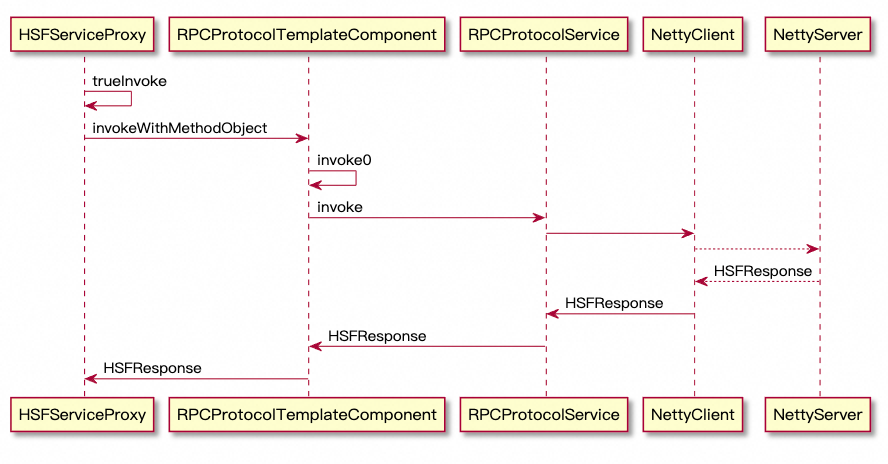 HSFServiceProxy RPCProtocolTemplateComponent RPCProtocolService NettyClient NettyServer
trueInvoke
invokeWithMethodObject
invoke0
invoke
HSFResponse
HSFResponse
HSFResponse
HSFResponse
HSFServiceProxy RPCProtocolTemplateComponent RPCProtocolService NettyClient NettyServer